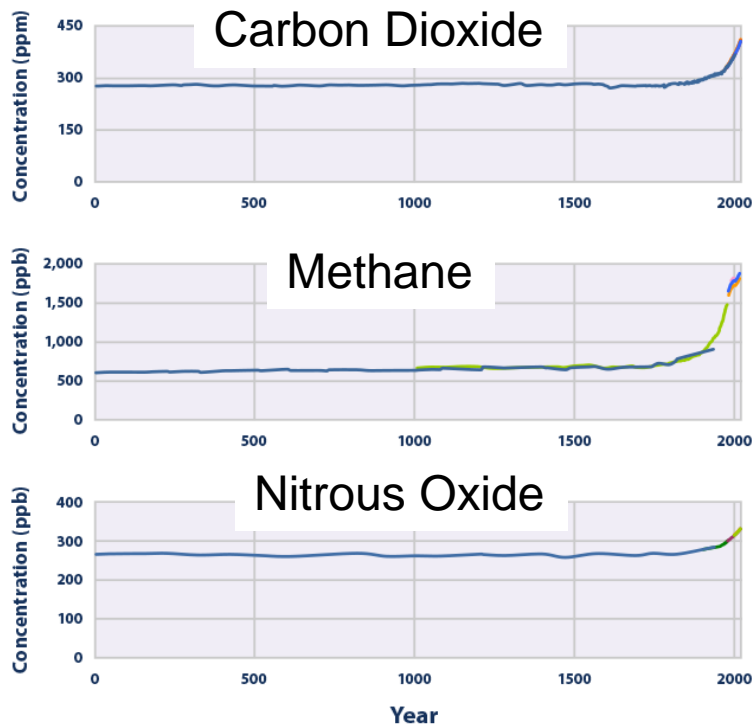 Carbon Dioxide
Concentration (ppm)
450
300
150
0
0 500 1000 1500 2000
Methane
Concentration (ppb)
2,000
1,500
1,000
500
0
0 500 1000 1500 2000
Nitrous Oxide
Concentration (ppb)
400
300
200
100
0
0 500 1000 1500 2000
Year